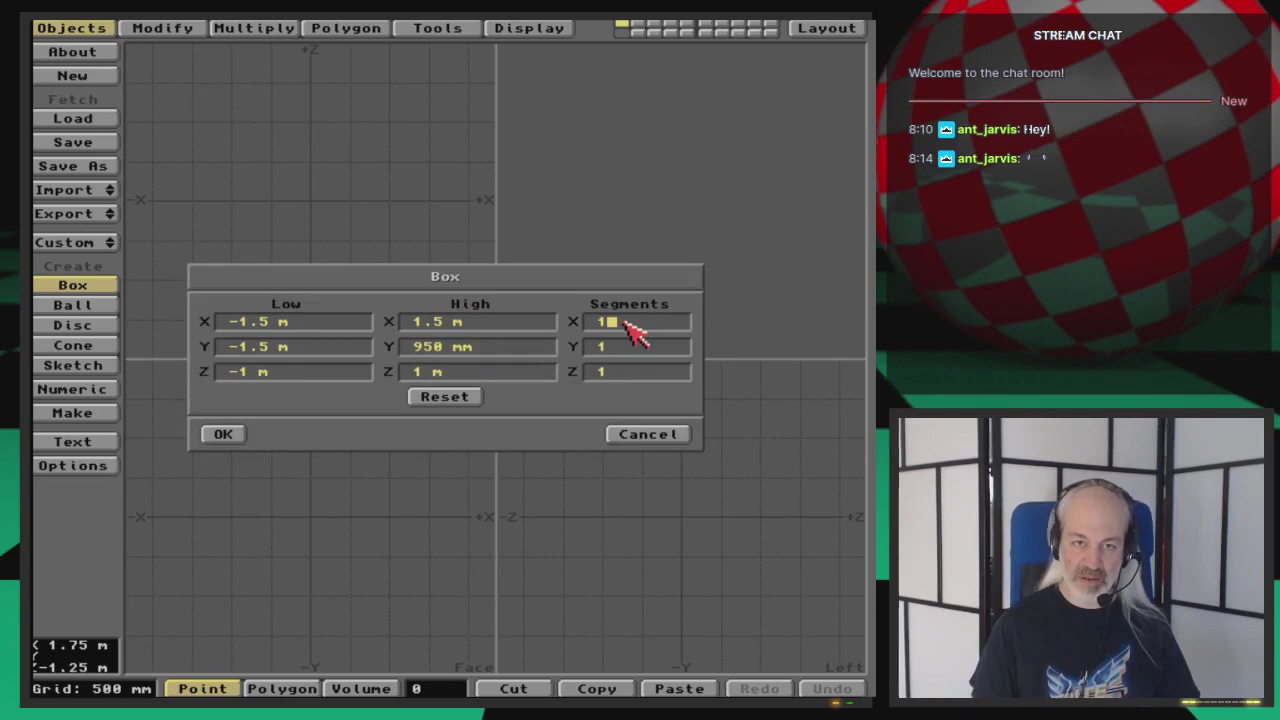 Objects Modify Multiply Polygon Tools Display Layout
About
New
Fetch
Load
Save
Save As
Import
Export
Custom
Create
Box
Ball
Disc
Cone
Sketch
Numeric
Make
Text
Options
+Z
-X +X
Box
Low High Segments
X -1.5 m X 1.5 m X 1
Y -1.5 m Y 950 mm Y 1
Z -1 m Z 1 m Z 1
Reset
OK Cancel
-X +X -Z +Z
X 1.75 m
Y
Z-1.25 m
-Y Face -Y Left
Grid: 500 mm Point Polygon Volume 0 Cut Copy Paste Redo Undo
STREAM CHAT
Welcome to the chat room!
New
8:10 ant_jarvis: Hey!
8:14 ant_jarvis: ' '